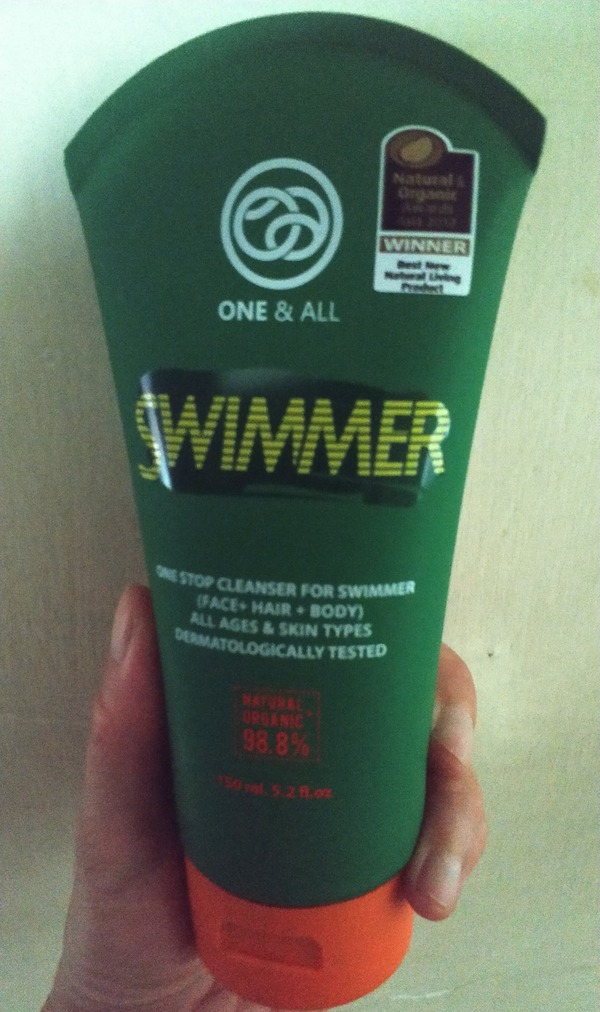 Natural &
Organic
Awards
WINNER
Best New
Natural Living
Product
ONE & ALL
SWIMMER
ONE STOP CLEANSER FOR SWIMMER
(FACE+ HAIR + BODY)
ALL AGES & SKIN TYPES
DERMATOLOGICALLY TESTED
NATURAL
ORGANIC
98.8%
150 ml. 5.2 fl.oz